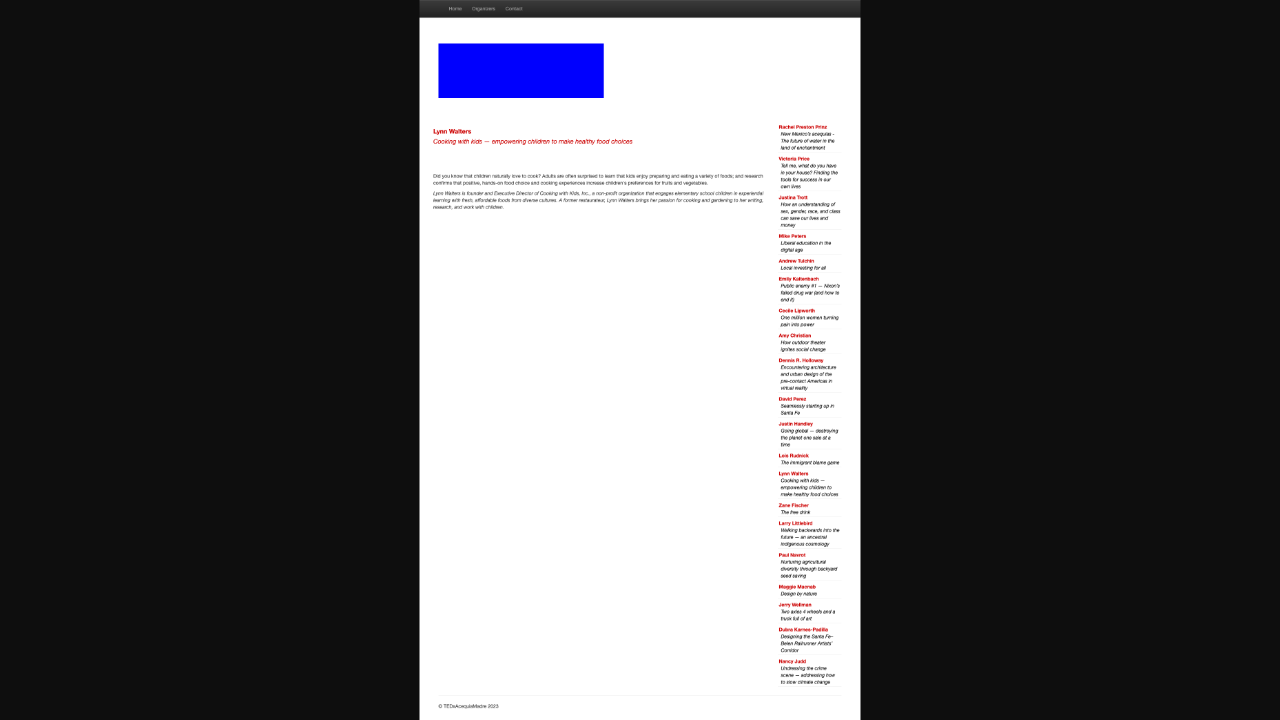 Home Organizers Contact
Lynn Walters
Cooking with kids — empowering children to make healthy food choices
Did you know that children naturally love to cook? Adults are often surprised to learn that kids enjoy preparing and eating a variety of foods; and research
confirms that positive, hands-on food choice and cooking experiences increase children's preferences for fruits and vegetables.
Lynn Walters is founder and Executive Director of Cooking with Kids, Inc., a non-profit organization that engages elementary school children in experiential
learning with fresh, affordable foods from diverse cultures. A former restaurateur, Lynn Walters brings her passion for cooking and gardening to her writing,
research, and work with children.
Rachel Preston Prinz
New Mexico's acequias -
The future of water in the
land of enchantment
Victoria Price
Tell me, what do you have
in your house? Finding the
tools for success in our
own lives
Justina Trott
How an understanding of
sex, gender, race, and class
can save our lives and
money
Mike Peters
Liberal education in the
digital age
Andrew Tulchin
Local investing for all
Emily Kaltenbach
Public enemy #1 — Nixon's
failed drug war (and how to
end it)
Cecile Lipworth
One million women turning
pain into power
Amy Christian
How outdoor theater
ignites social change
Dennis R. Holloway
Encountering architecture
and urban design of the
pre-contact Americas in
virtual reality
David Perez
Seamlessly starting up in
Santa Fe
Justin Handley
Going global — destroying
the planet one sale at a
time
Lois Rudnick
The immigrant blame game
Lynn Walters
Cooking with kids —
empowering children to
make healthy food choices
Zane Fischer
The free drink
Larry Littlebird
Walking backwards into the
future — an ancestral
indigenous cosmology
Paul Navrot
Nurturing agricultural
diversity through backyard
seed saving
Maggie Macnab
Design by nature
Jerry Wellman
Two axles 4 wheels and a
truck full of art
Dubra Karnes-Padilla
Designing the Santa Fe–
Belen Railrunner Artists'
Corridor
Nancy Judd
Undressing the crime
scene — addressing how
to slow climate change
© TEDxAcequiaMadre 2023